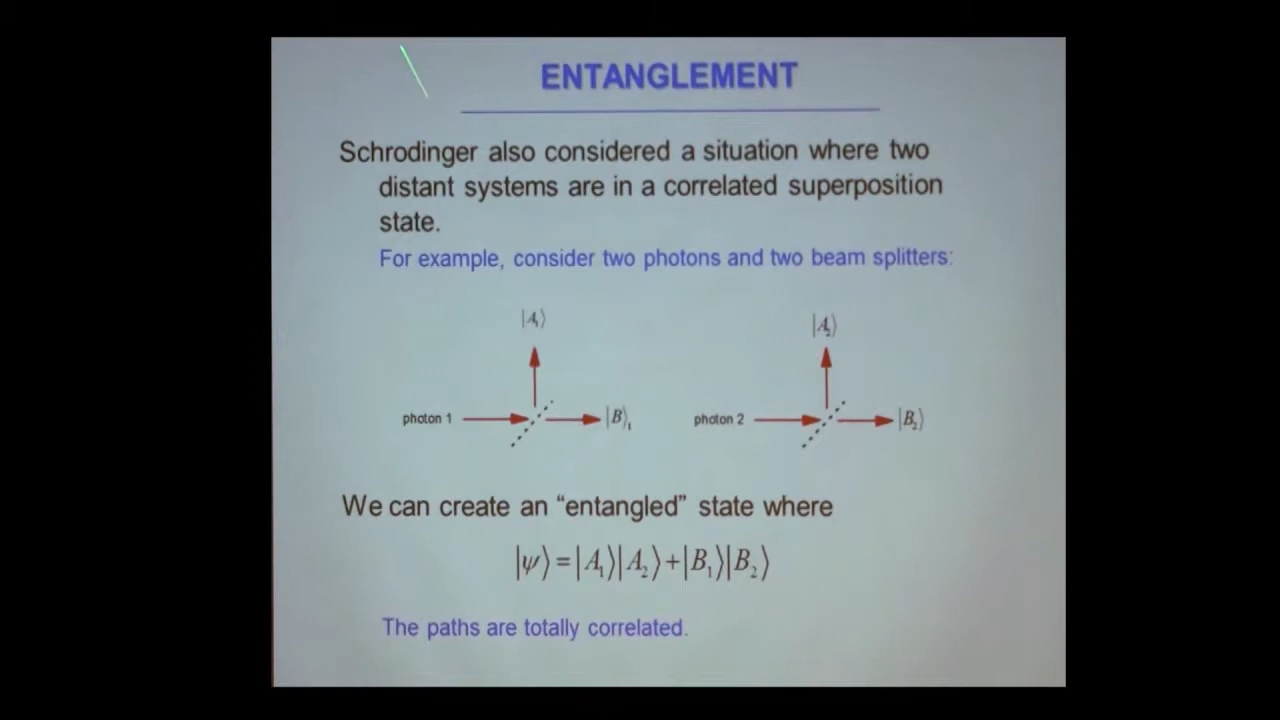 ENTANGLEMENT
Schrodinger also considered a situation where two
distant systems are in a correlated superposition
state.
For example, consider two photons and two beam splitters:
|A₁⟩
|A₂⟩
photon 1
|B⟩₁
photon 2
|B₂⟩
We can create an “entangled” state where
|ψ⟩=|A₁⟩|A₂⟩+|B₁⟩|B₂⟩
The paths are totally correlated.